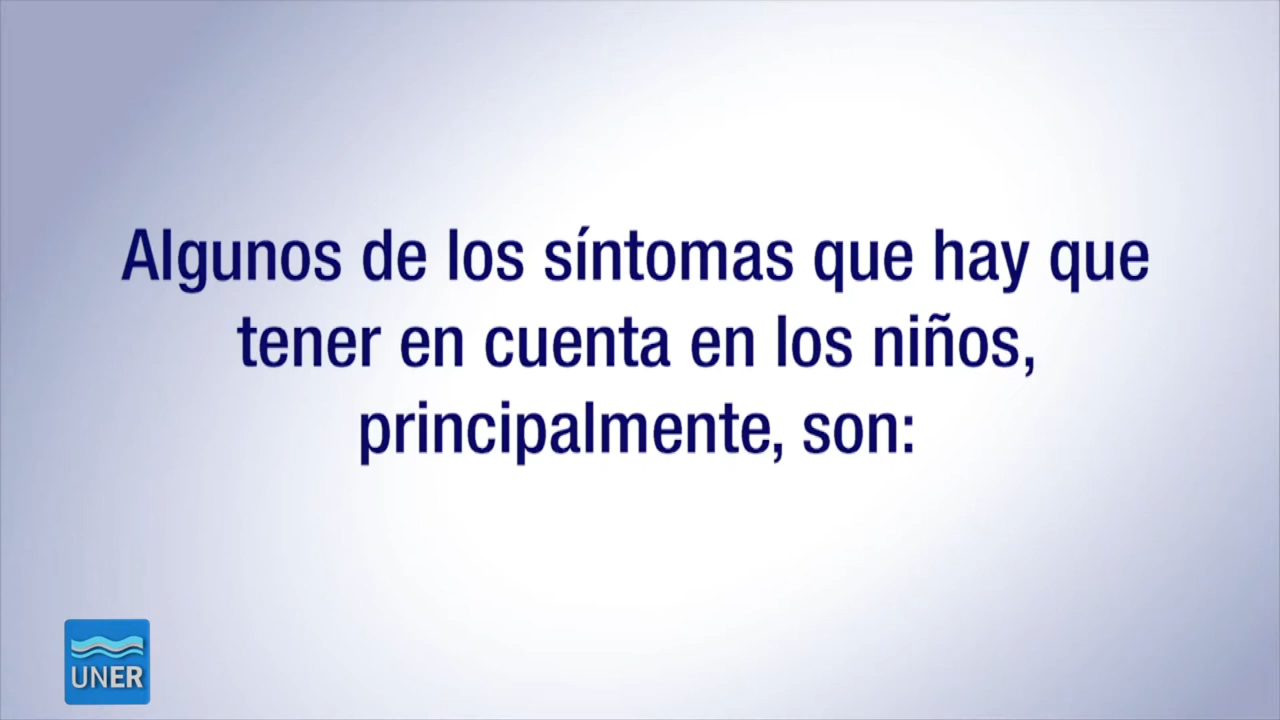 Algunos de los síntomas que hay que
tener en cuenta en los niños,
principalmente, son:
UNER